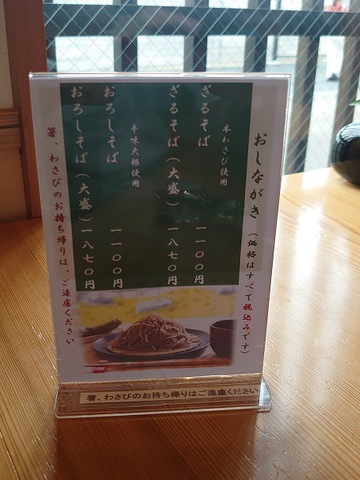 おしながき（価格はすべて税込みです）
本わさび使用
ざるそば 一一〇〇円
ざるそば（大盛）一八七〇円
辛味大根使用
おろしそば 一一〇〇円
おろしそば（大盛）一八七〇円
箸、わさびのお持ち帰りは、ご遠慮ください
箸、わさびのお持ち帰りはご遠慮ください